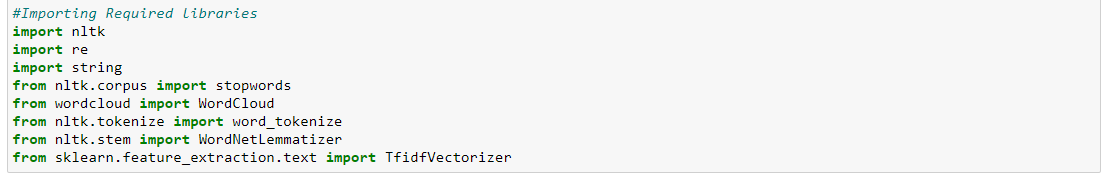 #Importing Required libraries
import nltk
import re
import string
from nltk.corpus import stopwords
from wordcloud import WordCloud
from nltk.tokenize import word_tokenize
from nltk.stem import WordNetLemmatizer
from sklearn.feature_extraction.text import TfidfVectorizer